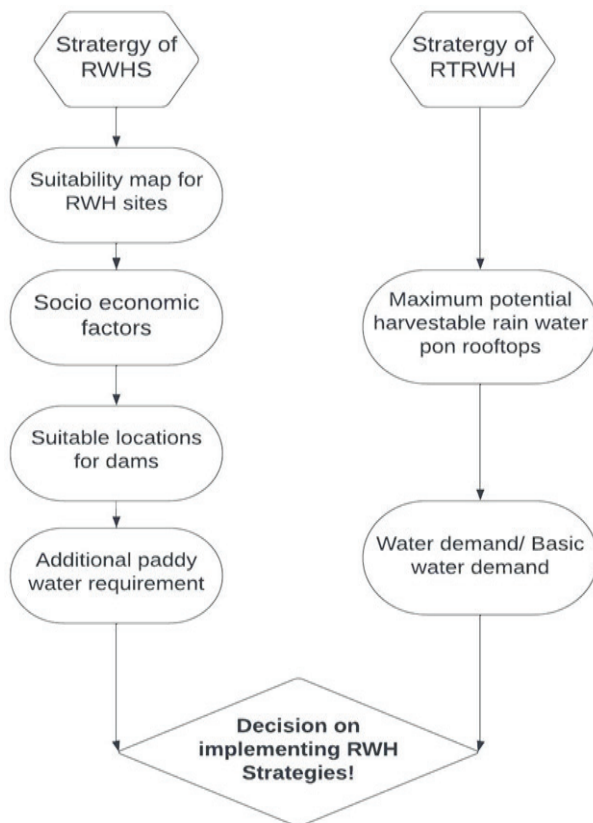 Stratergy of
RWHS
Suitability map for
RWH sites
Socio economic
factors
Suitable locations
for dams
Additional paddy
water requirement
Stratergy of
RTRWH
Maximum potential
harvestable rain water
pon rooftops
Water demand/ Basic
water demand
Decision on
implementing RWH
Strategies!